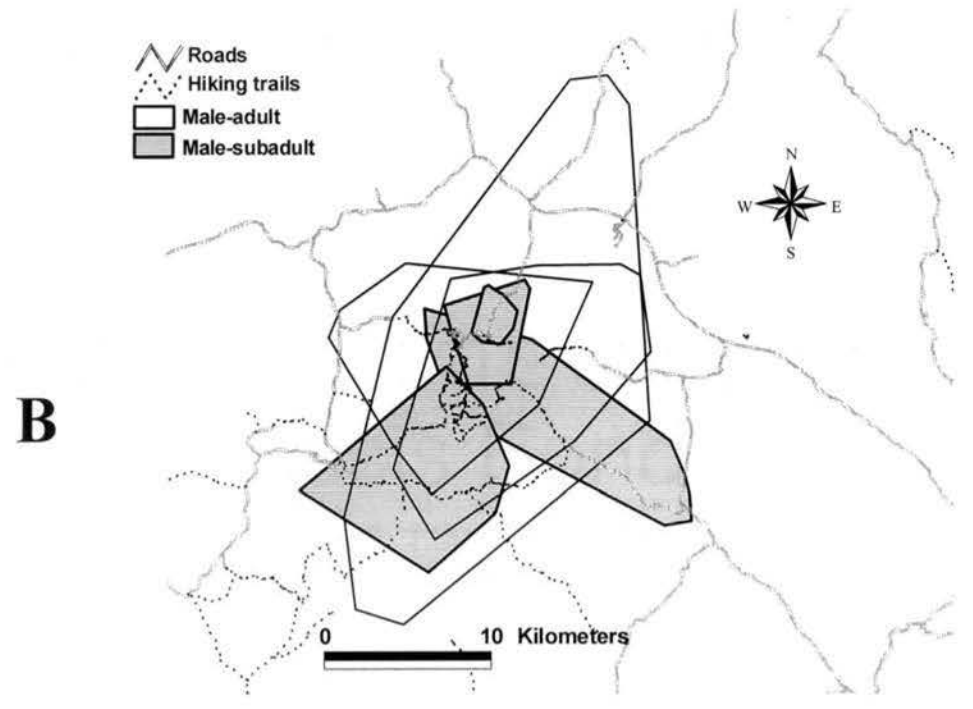 Roads
Hiking trails
Male-adult
Male-subadult
N
W E
S
B
0 10 Kilometers